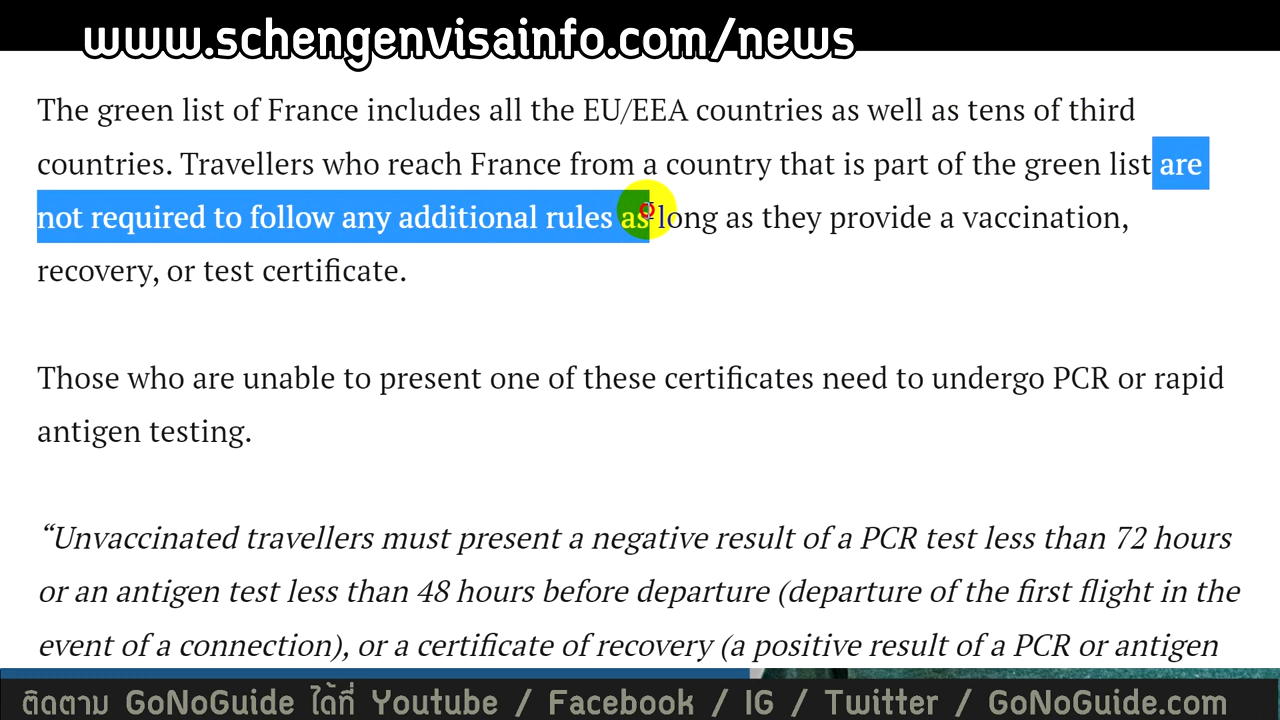 www.schengenvisainfo.com/news
The green list of France includes all the EU/EEA countries as well as tens of third
countries. Travellers who reach France from a country that is part of the green list are
not required to follow any additional rules as long as they provide a vaccination,
recovery, or test certificate.
Those who are unable to present one of these certificates need to undergo PCR or rapid
antigen testing.
“Unvaccinated travellers must present a negative result of a PCR test less than 72 hours
or an antigen test less than 48 hours before departure (departure of the first flight in the
event of a connection), or a certificate of recovery (a positive result of a PCR or antigen
ติดตาม GoNoGuide ได้ที่ Youtube / Facebook / IG / Twitter / GoNoGuide.com